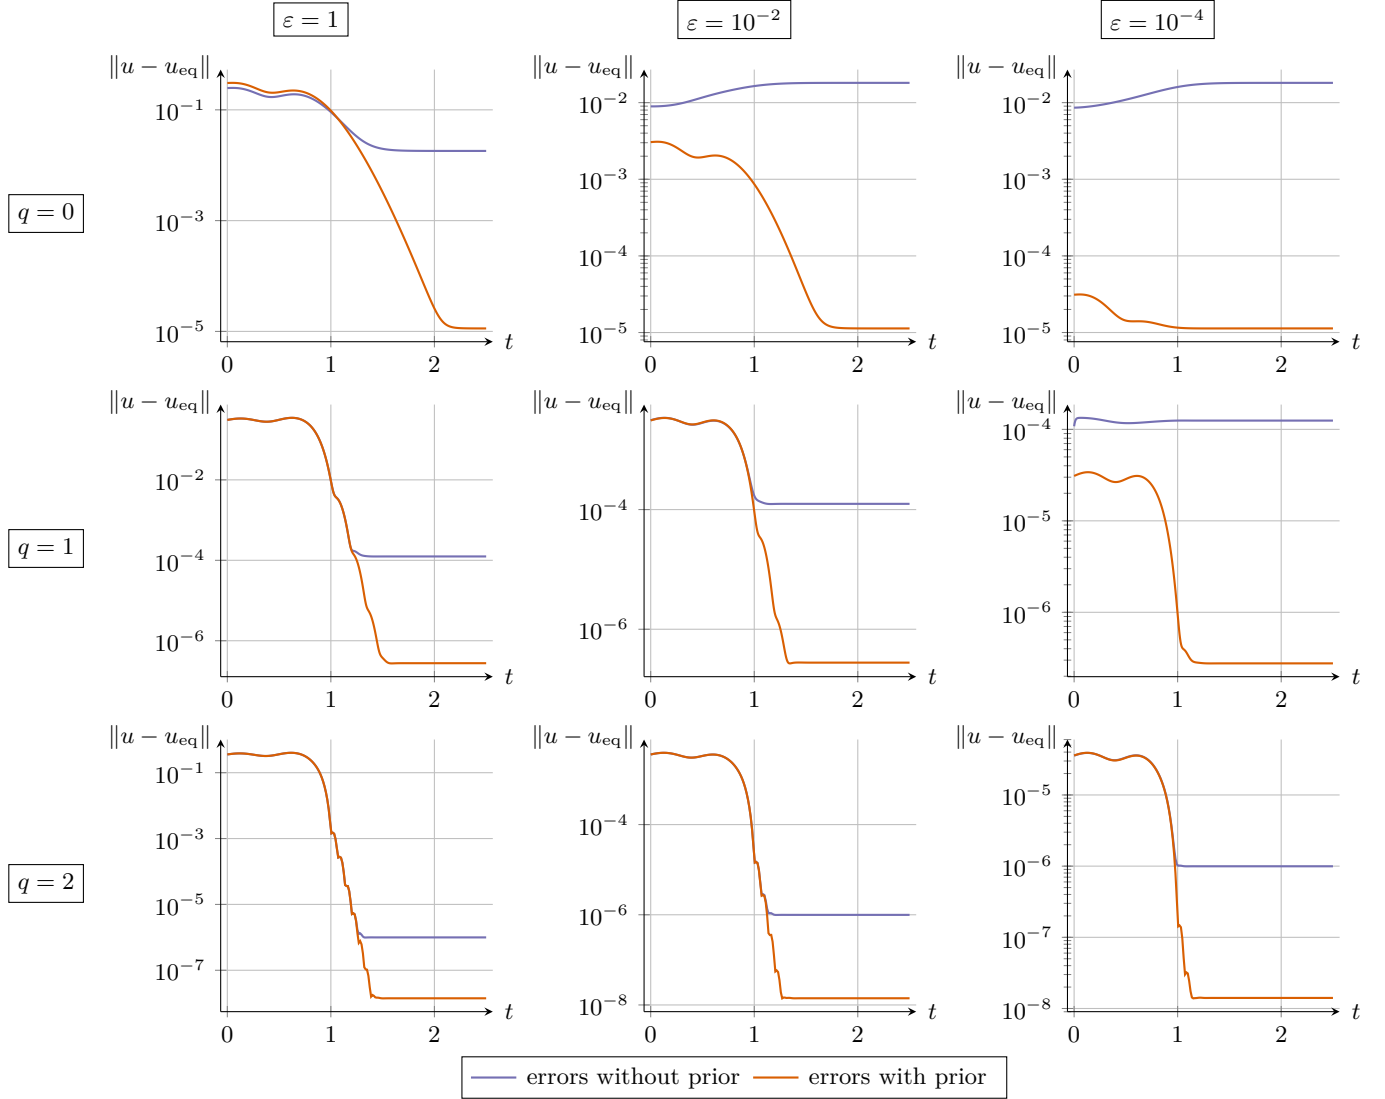 ε = 1
ε = 10⁻²
ε = 10⁻⁴
q = 0
‖u − u_eq‖
10⁻¹
10⁻³
10⁻⁵
0 1 2
t
‖u − u_eq‖
10⁻²
10⁻³
10⁻⁴
10⁻⁵
0 1 2
t
‖u − u_eq‖
10⁻²
10⁻³
10⁻⁴
10⁻⁵
0 1 2
t
q = 1
‖u − u_eq‖
10⁻²
10⁻⁴
10⁻⁶
0 1 2
t
‖u − u_eq‖
10⁻⁴
10⁻⁶
0 1 2
t
‖u − u_eq‖
10⁻⁴
10⁻⁵
10⁻⁶
0 1 2
t
q = 2
‖u − u_eq‖
10⁻¹
10⁻³
10⁻⁵
10⁻⁷
0 1 2
t
‖u − u_eq‖
10⁻⁴
10⁻⁶
10⁻⁸
0 1 2
t
‖u − u_eq‖
10⁻⁵
10⁻⁶
10⁻⁷
10⁻⁸
0 1 2
t
errors without prior errors with prior